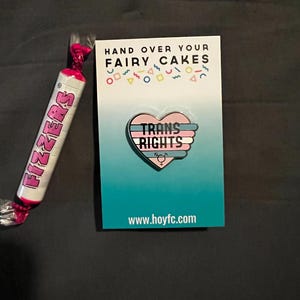 HAND OVER YOUR
FAIRY CAKES
TRANS
RIGHTS
www.hoyfc.com
FIZZERS